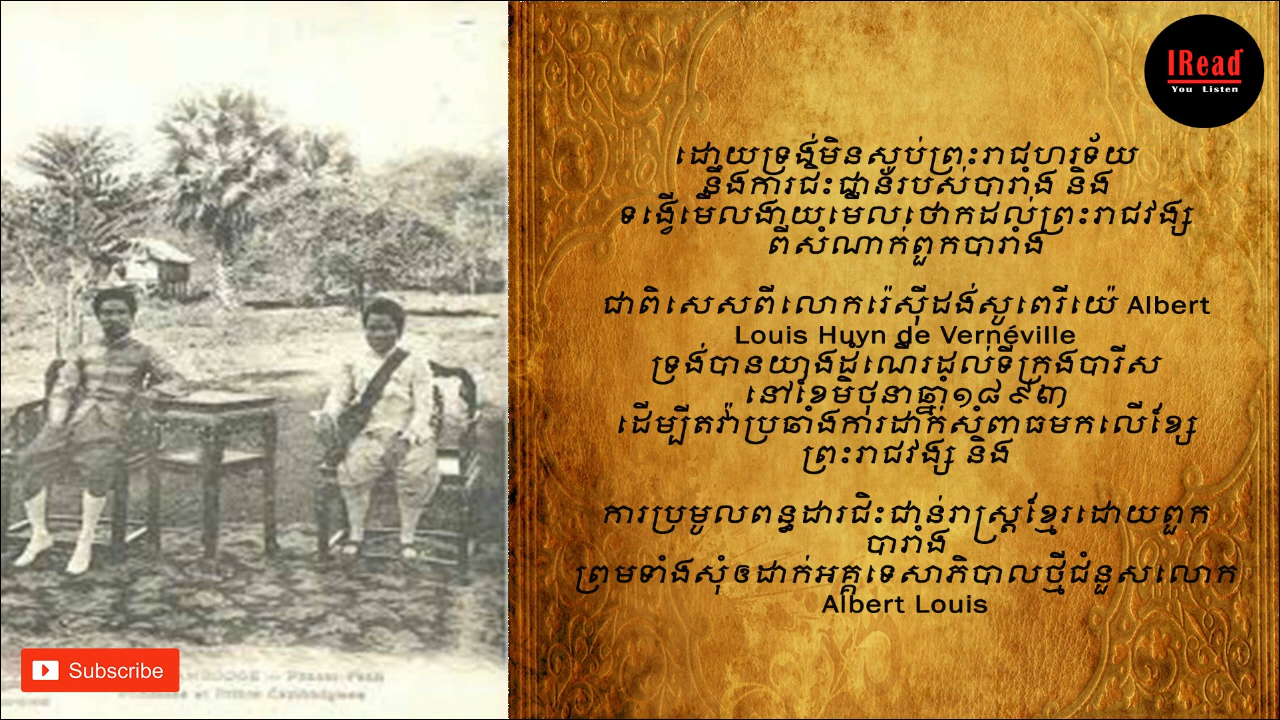 IRead
You Listen
ដោយទ្រង់មិនសូប់ព្រះរាជហរទ័យ
នឹងការជិះជាន់របស់បារាំង និង
ទង្វើមើលងាយមើលថោកដល់ព្រះរាជវង្ស
ពីសំណាក់ពួកបារាំង
ជាពិសេសពីលោករ៉េស៊ីដង់សូពេរីយ៉េ Albert
Louis Huyn de Vernéville
ទ្រង់បានយាងដំណើរដល់ទីក្រុងបារីស
នៅខែមិថុនាឆ្នាំ១៨៩៣
ដើម្បីតវ៉ាប្រឆាំងការដាក់សំពាធមកលើខ្សែ
ព្រះរាជវង្ស និង
ការប្រមូលពន្ធដារជិះជាន់រាស្ត្រខ្មែរដោយពួក
បារាំង
ព្រមទាំងសុំឲដាក់អគ្គទេសាភិបាលថ្មីជំនួសលោក
Albert Louis
Subscribe
CAMBODGE — Phnom-Penh
et Prince Cambodgiens